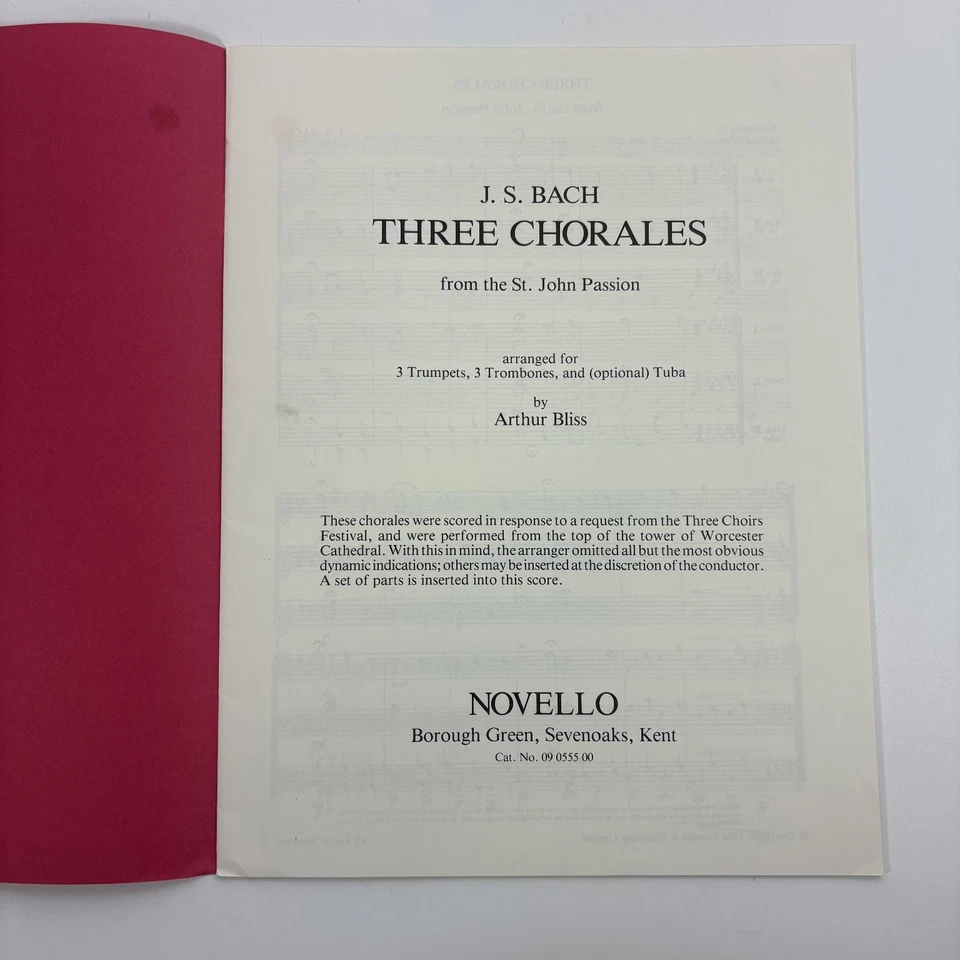 J. S. BACH
THREE CHORALES
from the St. John Passion
arranged for
3 Trumpets, 3 Trombones, and (optional) Tuba
by
Arthur Bliss
These chorales were scored in response to a request from the Three Choirs
Festival, and were performed from the top of the tower of Worcester
Cathedral. With this in mind, the arranger omitted all but the most obvious
dynamic indications; others may be inserted at the discretion of the conductor.
A set of parts is inserted into this score.
NOVELLO
Borough Green, Sevenoaks, Kent
Cat. No. 09 0555 00